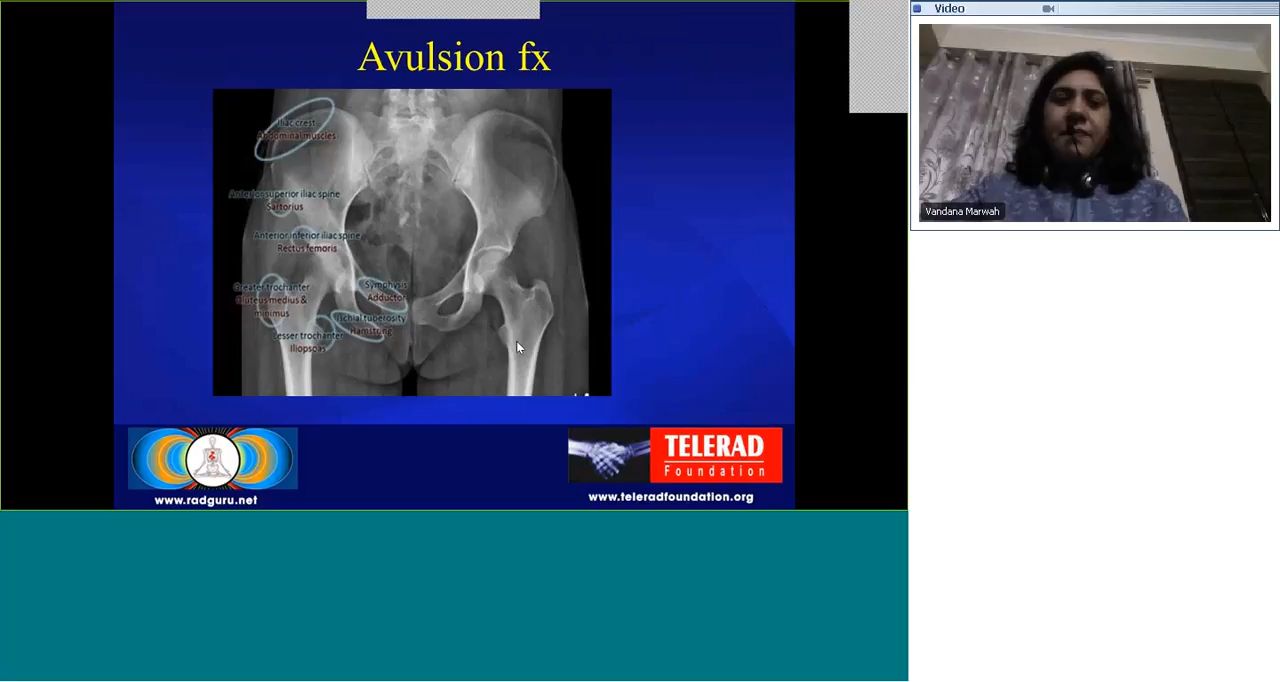 Video
Avulsion fx
Iliac crest
Abdominal muscles
Anterior superior iliac spine
Sartorius
Anterior inferior iliac spine
Rectus femoris
Greater trochanter
Gluteus medius &
minimus
Symphysis
Adductor
Ischial tuberosity
Hamstring
Lesser trochanter
Iliopsoas
Vandana Marwah
www.radguru.net
TELERAD
Foundation
www.teleradfoundation.org